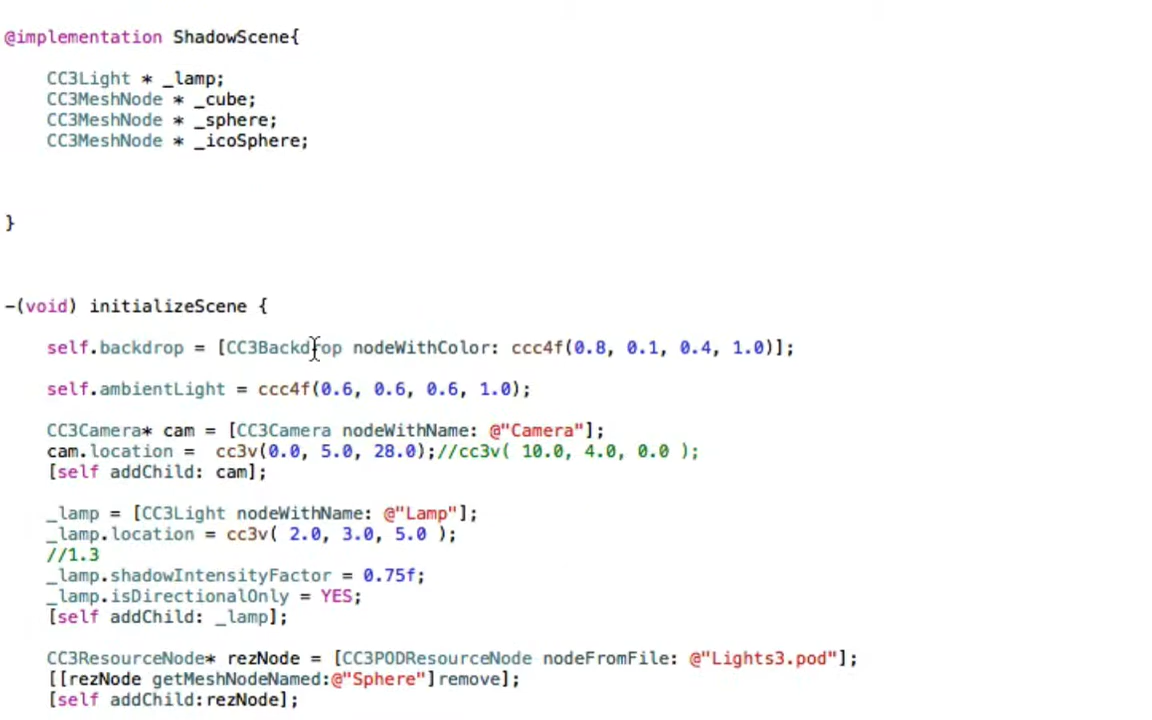 @implementation ShadowScene{
CC3Light * _lamp;
CC3MeshNode * _cube;
CC3MeshNode * _sphere;
CC3MeshNode * _icoSphere;
}
-(void) initializeScene {
self.backdrop = [CC3Backdrop nodeWithColor: ccc4f(0.8, 0.1, 0.4, 1.0)];
self.ambientLight = ccc4f(0.6, 0.6, 0.6, 1.0);
CC3Camera* cam = [CC3Camera nodeWithName: @"Camera"];
cam.location =  cc3v(0.0, 5.0, 28.0);//cc3v( 10.0, 4.0, 0.0 );
[self addChild: cam];
_lamp = [CC3Light nodeWithName: @"Lamp"];
_lamp.location = cc3v( 2.0, 3.0, 5.0 );
//1.3
_lamp.shadowIntensityFactor = 0.75f;
_lamp.isDirectionalOnly = YES;
[self addChild: _lamp];
CC3ResourceNode* rezNode = [CC3PODResourceNode nodeFromFile: @"Lights3.pod"];
[[rezNode getMeshNodeNamed:@"Sphere"]remove];
[self addChild:rezNode];